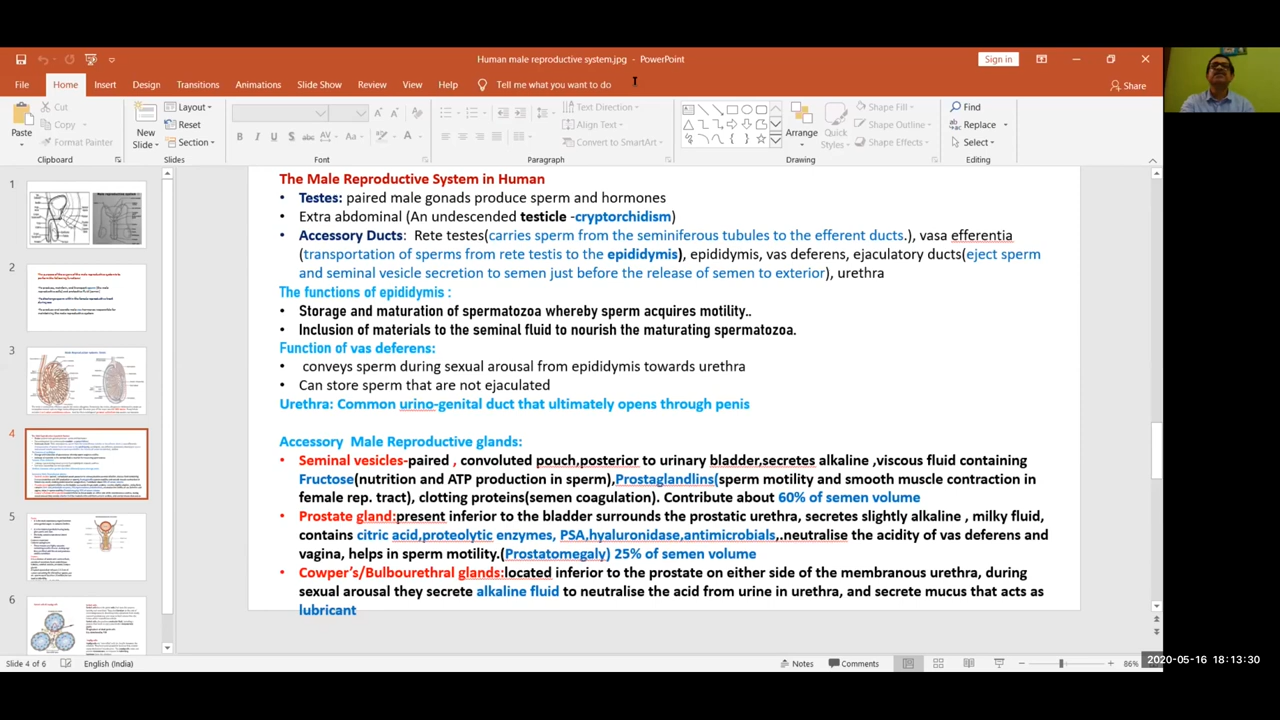 Human male reproductive system.jpg - PowerPoint
Sign in
File Home Insert Design Transitions Animations Slide Show Review View Help Tell me what you want to do Share
Paste Cut Copy Format Painter Clipboard
New Slide Layout Reset Section Slides
Font
Text Direction Align Text Convert to SmartArt Paragraph
Arrange Quick Styles Shape Fill Shape Outline Shape Effects Drawing
Find Replace Select Editing
1
2
3
4
5
6
The Male Reproductive System in Human
• Testes: paired male gonads produce sperm and hormones
• Extra abdominal (An undescended testicle -cryptorchidism)
• Accessory Ducts: Rete testes(carries sperm from the seminiferous tubules to the efferent ducts.), vasa efferentia
(transportation of sperms from rete testis to the epididymis), epididymis, vas deferens, ejaculatory ducts(eject sperm
and seminal vesicle secretion to semen just before the release of semen to exterior), urethra
The functions of epididymis :
• Storage and maturation of spermatozoa whereby sperm acquires motility..
• Inclusion of materials to the seminal fluid to nourish the maturating spermatozoa.
Function of vas deferens:
• conveys sperm during sexual arosal from epididymis towards urethra
• Can store sperm that are not ejaculated
Urethra: Common urino-genital duct that ultimately opens through penis
Accessory Male Reproductive glands:
• Seminal vesicle:paired , convoluted pouch,posterior to urinary bladder,secretes alkaline, viscous fluid containing
Fructose(utilised in ATP production in sperm),Prostaglandins(sperm motility and smooth muscle contraction in
female rep. tract), clotting proteins(semen coagulation). Contribute about 60% of semen volume
• Prostate gland:present inferior to the bladder surrounds the prostatic urethra, secretes slightly alkaline , milky fluid,
contains citric acid,proteolytic enzymes, PSA,hyaluronidase,antimicrobials,..neutralise the acidity of vas deferens and
vagina, helps in sperm motility.(Prostatomegaly) 25% of semen volume
• Cowper's/Bulbourethral glands:located inferior to the prostate on either side of the membranous urethra, during
sexual arousal they secrete alkaline fluid to neutralise the acid from urine in urethra, and secrete mucus that acts as
lubricant
Slide 4 of 6 English (India) Notes Comments 86%
2020-05-16 18:13:30